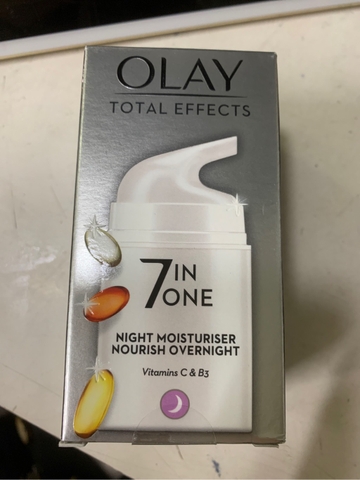 OLAY
TOTAL EFFECTS
7 IN
ONE
NIGHT MOISTURISER
NOURISH OVERNIGHT
Vitamins C & B3